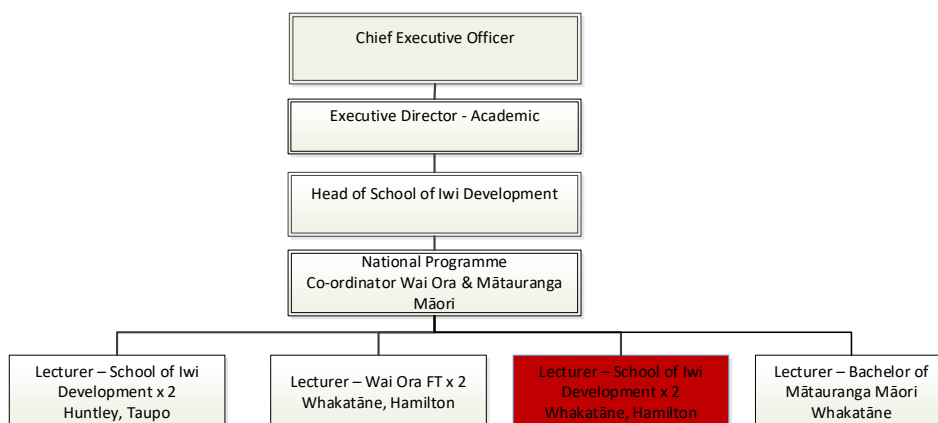 Chief Executive Officer
Executive Director - Academic
Head of School of Iwi Development
National Programme
Co-ordinator Wai Ora & Mātauranga
Māori
Lecturer – School of Iwi
Development x 2
Huntley, Taupo
Lecturer – Wai Ora FT x 2
Whakatāne, Hamilton
Lecturer – School of Iwi
Development x 2
Whakatāne, Hamilton
Lecturer – Bachelor of
Mātauranga Māori
Whakatāne